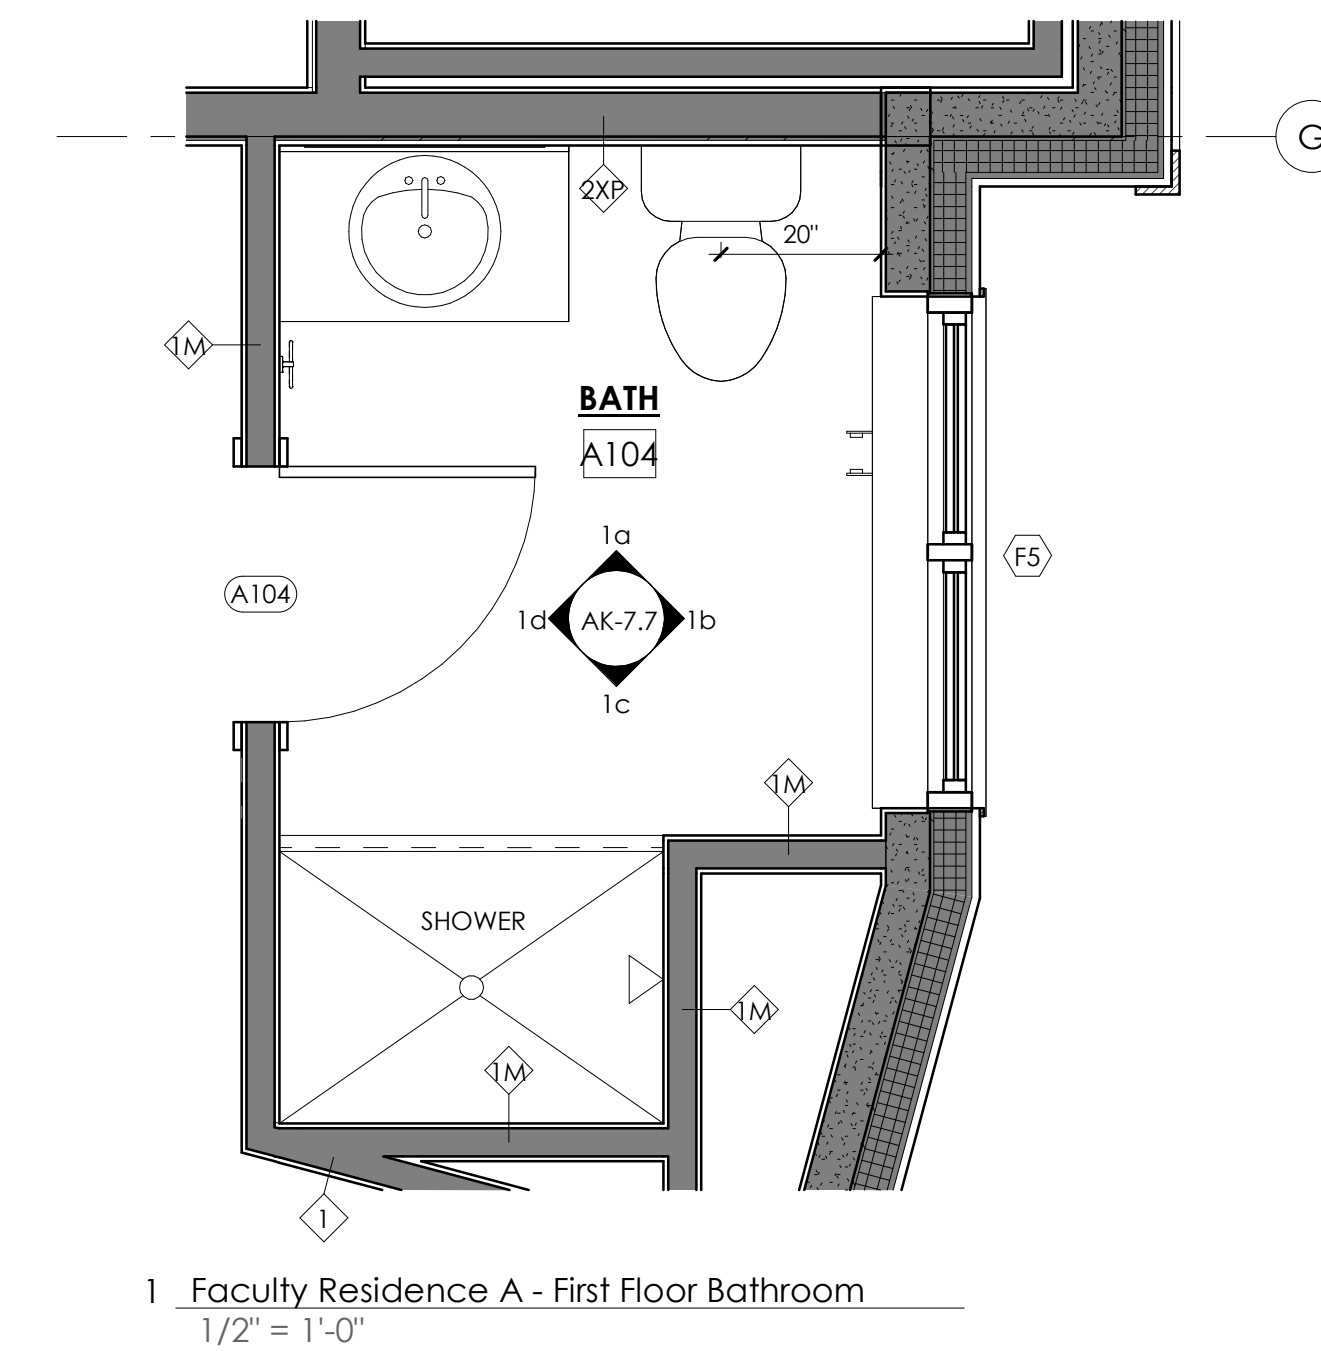 G
2XP
20"
1M
BATH
A104
1a
F5
A104
1d
AK-7.7
1b
1c
1M
SHOWER
1M
1M
1
1 Faculty Residence A - First Floor Bathroom
1/2" = 1'-0"